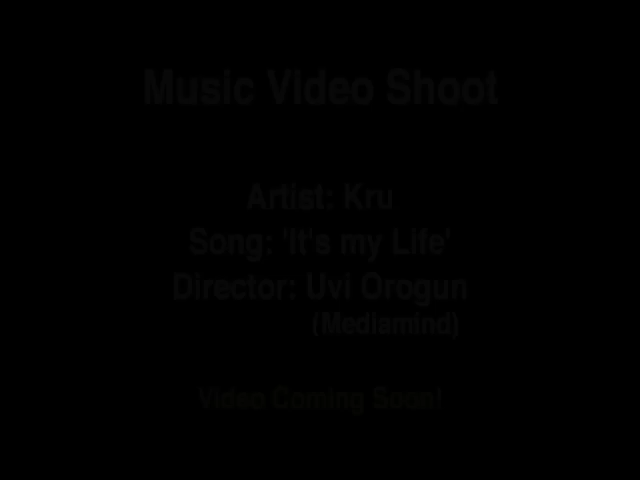 Music Video Shoot
Artist: Kru
Song: 'It's my Life'
Director: Uvi Orogun
(Mediamind)
Video Coming Soon!